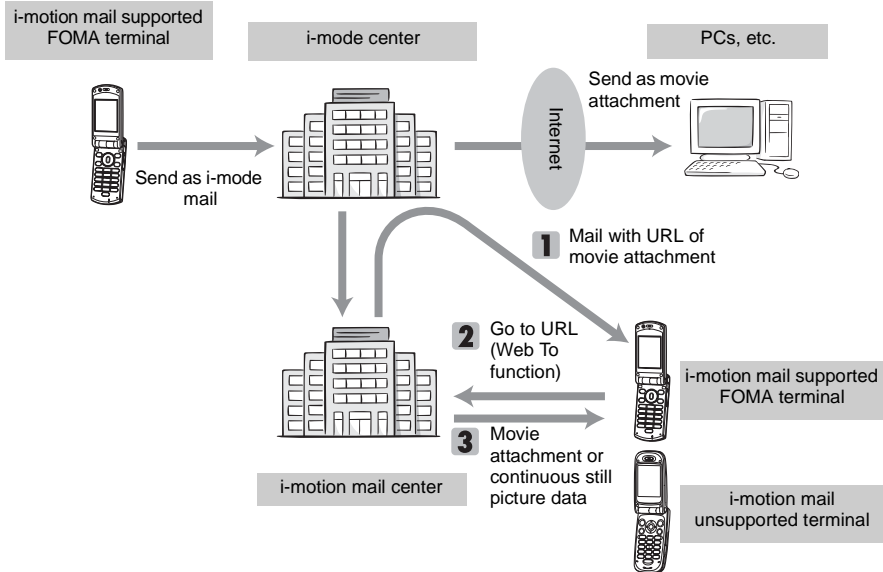 i-motion mail supported
FOMA terminal
i-mode center
PCs, etc.
Send as movie
attachment
Internet
Send as i-mode
mail
1 Mail with URL of
movie attachment
2 Go to URL
(Web To
function)
i-motion mail supported
FOMA terminal
3 Movie
attachment or
continuous still
picture data
i-motion mail center
i-motion mail
unsupported terminal